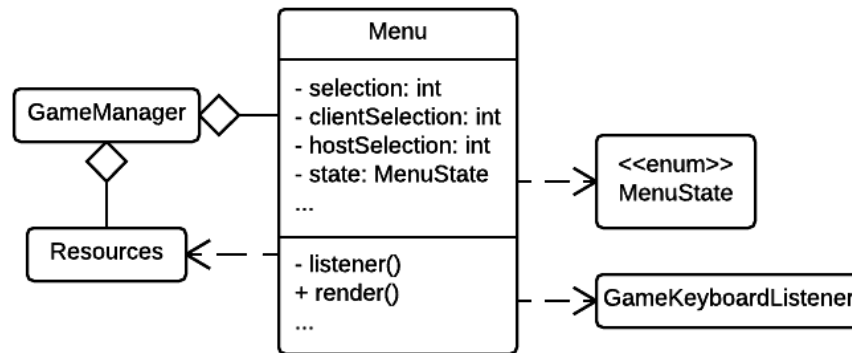 Menu
- selection: int
- clientSelection: int
- hostSelection: int
- state: MenuState
...
- listener()
+ render()
...
GameManager
Resources
<<enum>>
MenuState
GameKeyboardListener